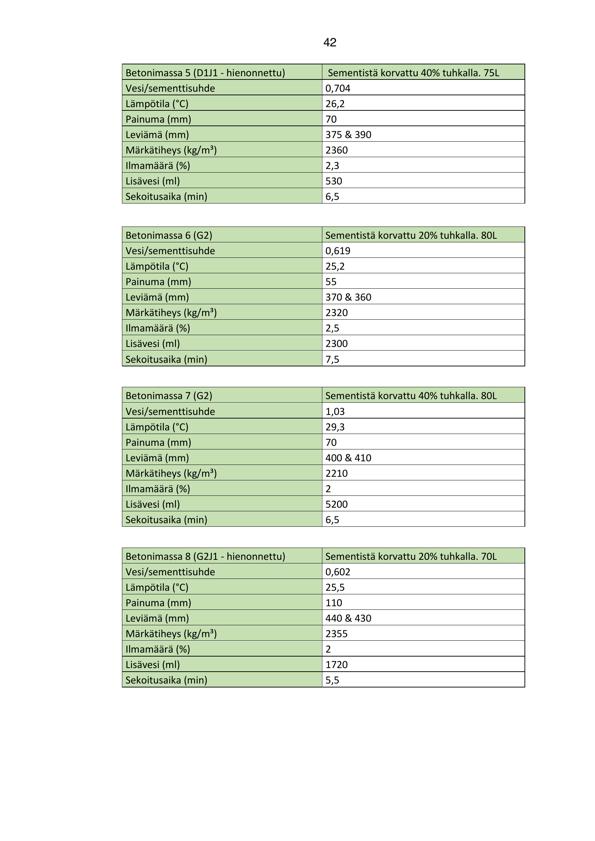 42
Betonimassa 5 (D1J1 - hienonnettu) Sementistä korvattu 40% tuhkalla. 75L
Vesi/sementtisuhde 0,704
Lämpötila (°C) 26,2
Painuma (mm) 70
Leviämä (mm) 375 & 390
Märkätiheys (kg/m³) 2360
Ilmamäärä (%) 2,3
Lisävesi (ml) 530
Sekoitusaika (min) 6,5
Betonimassa 6 (G2) Sementistä korvattu 20% tuhkalla. 80L
Vesi/sementtisuhde 0,619
Lämpötila (°C) 25,2
Painuma (mm) 55
Leviämä (mm) 370 & 360
Märkätiheys (kg/m³) 2320
Ilmamäärä (%) 2,5
Lisävesi (ml) 2300
Sekoitusaika (min) 7,5
Betonimassa 7 (G2) Sementistä korvattu 40% tuhkalla. 80L
Vesi/sementtisuhde 1,03
Lämpötila (°C) 29,3
Painuma (mm) 70
Leviämä (mm) 400 & 410
Märkätiheys (kg/m³) 2210
Ilmamäärä (%) 2
Lisävesi (ml) 5200
Sekoitusaika (min) 6,5
Betonimassa 8 (G2J1 - hienonnettu) Sementistä korvattu 20% tuhkalla. 70L
Vesi/sementtisuhde 0,602
Lämpötila (°C) 25,5
Painuma (mm) 110
Leviämä (mm) 440 & 430
Märkätiheys (kg/m³) 2355
Ilmamäärä (%) 2
Lisävesi (ml) 1720
Sekoitusaika (min) 5,5